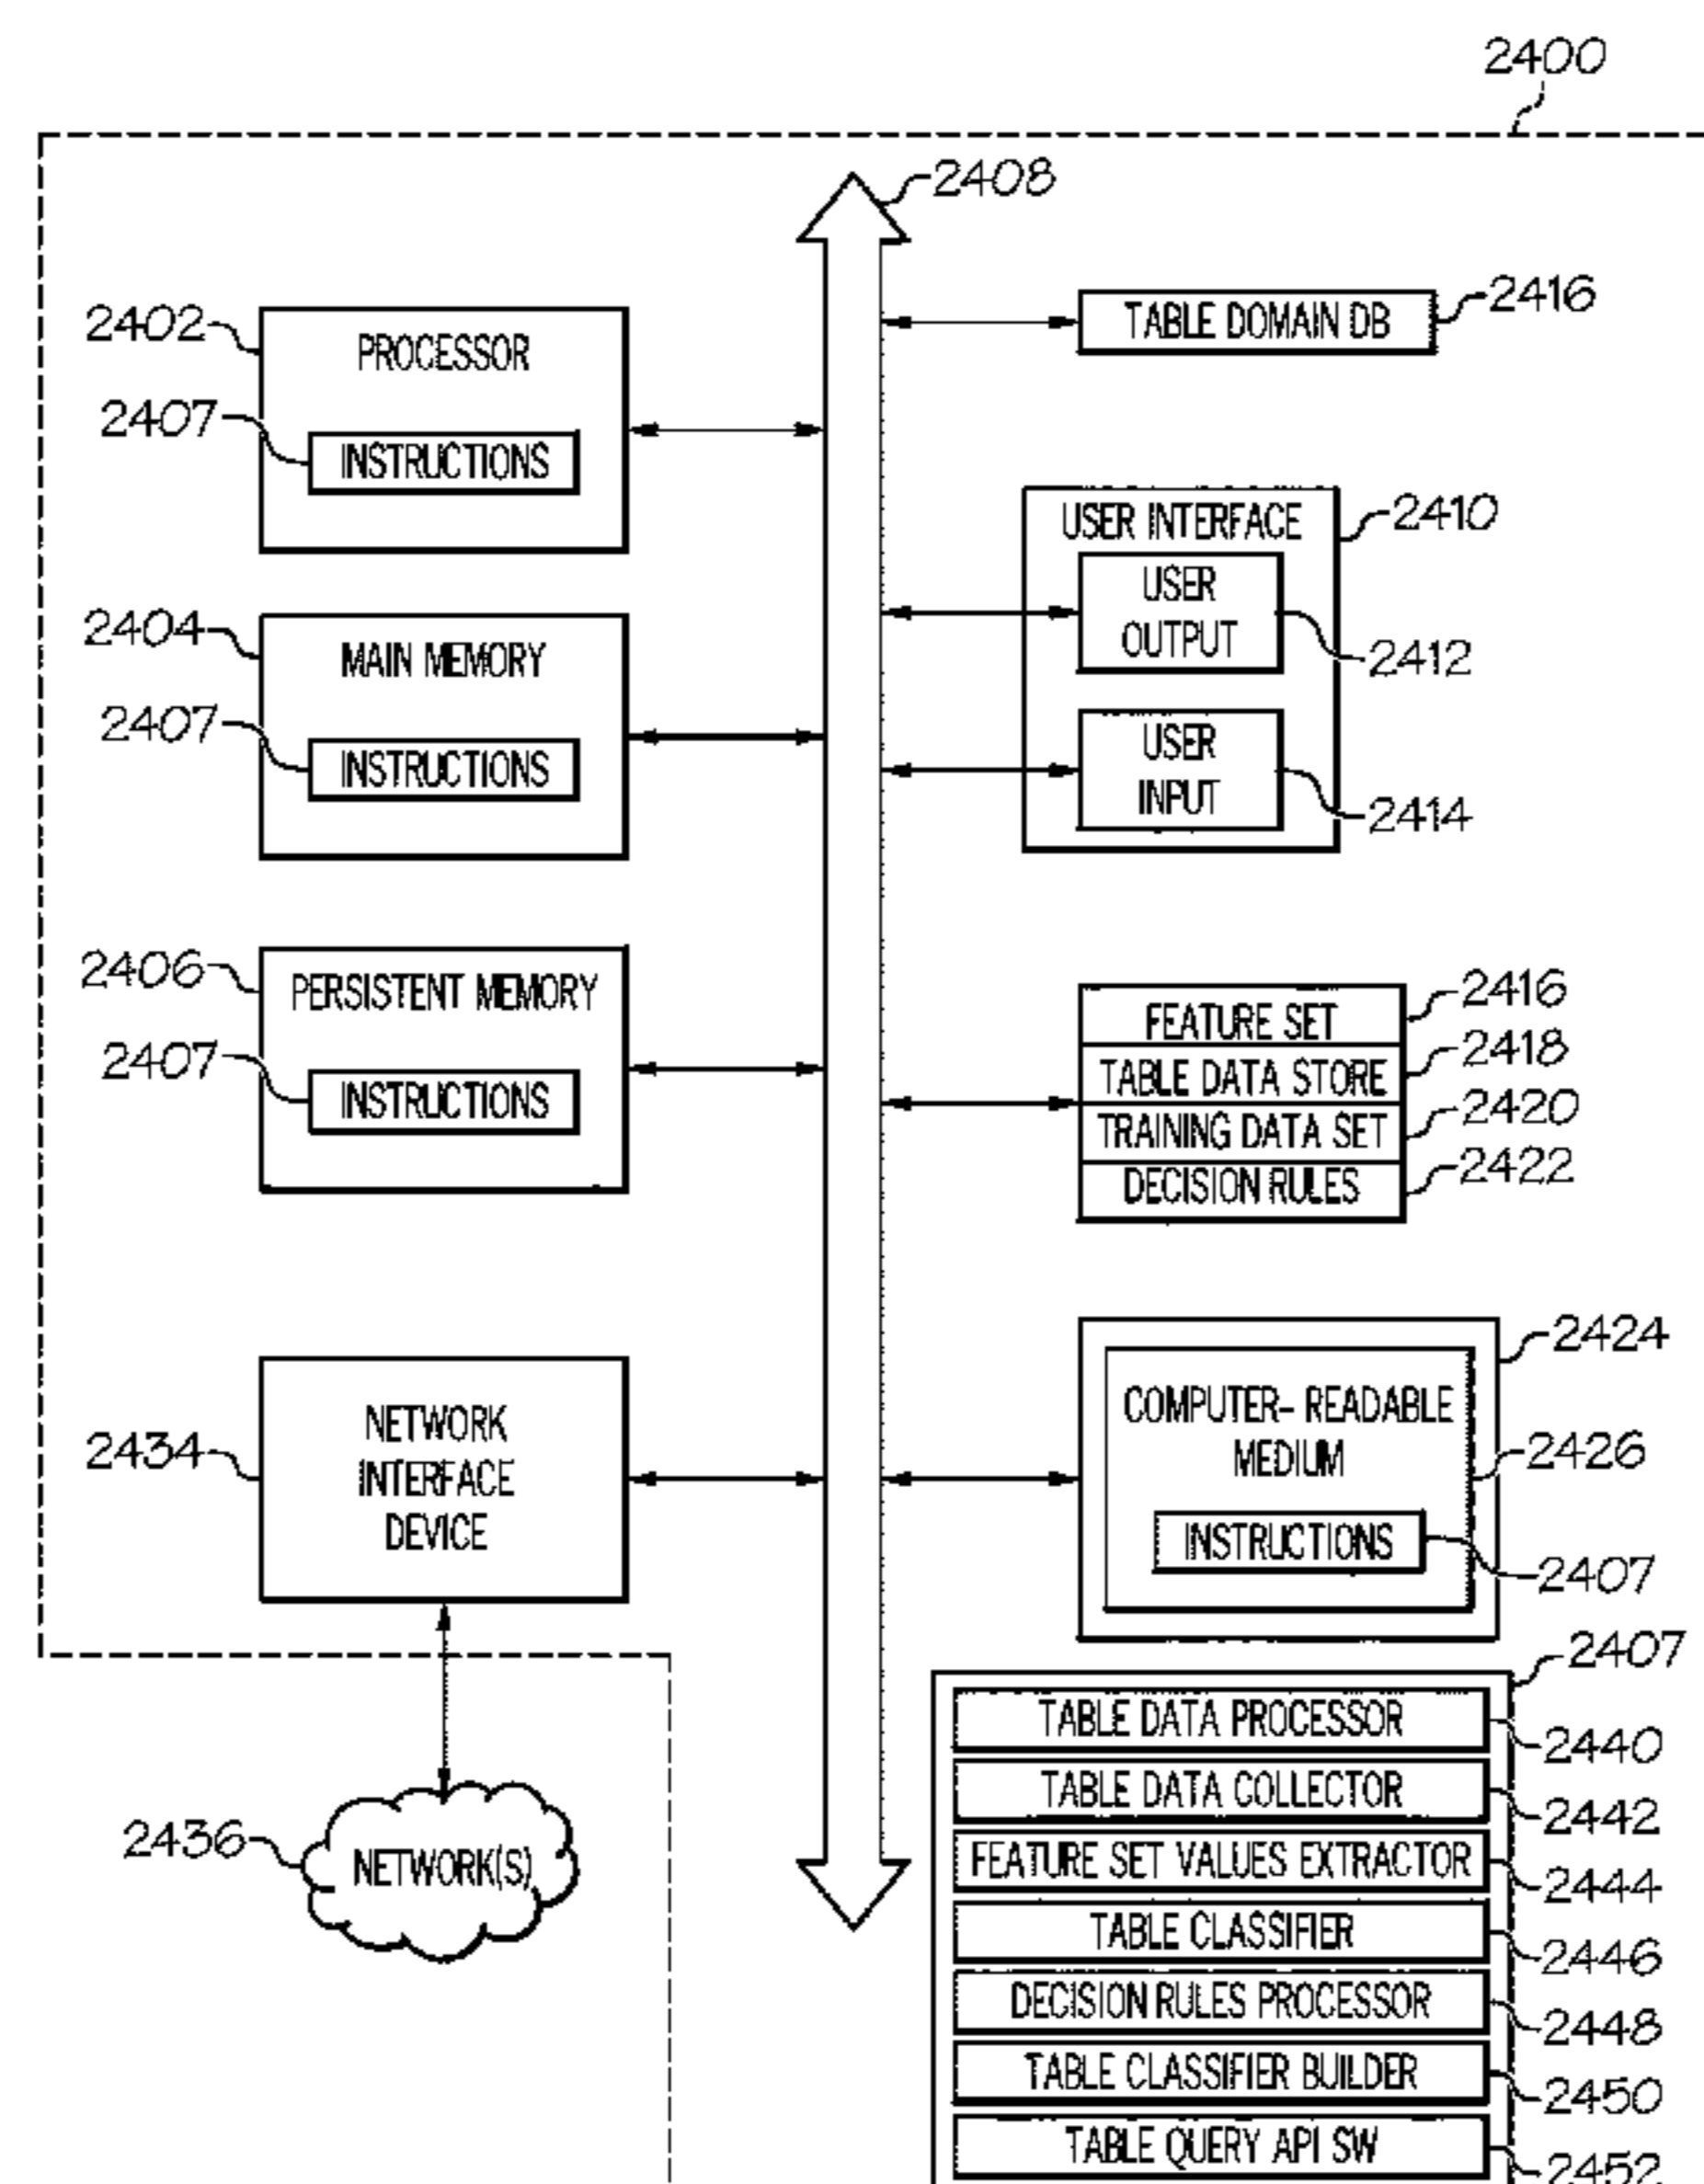 2400
2408
2402
PROCESSOR
2407
INSTRUCTIONS
2404
MAIN MEMORY
2407
INSTRUCTIONS
2406
PERSISTENT MEMORY
2407
INSTRUCTIONS
2434
NETWORK
INTERFACE
DEVICE
2436
NETWORK(S)
TABLE DOMAIN DB
2416
USER INTERFACE
2410
USER
OUTPUT
2412
USER
INPUT
2414
FEATURE SET
2416
TABLE DATA STORE
2418
TRAINING DATA SET
2420
DECISION RULES
2422
2424
COMPUTER-READABLE
MEDIUM
2426
INSTRUCTIONS
2407
2407
TABLE DATA PROCESSOR
2440
TABLE DATA COLLECTOR
2442
FEATURE SET VALUES EXTRACTOR
2444
TABLE CLASSIFIER
2446
DECISION RULES PROCESSOR
2448
TABLE CLASSIFIER BUILDER
2450
TABLE QUERY API SW
2452